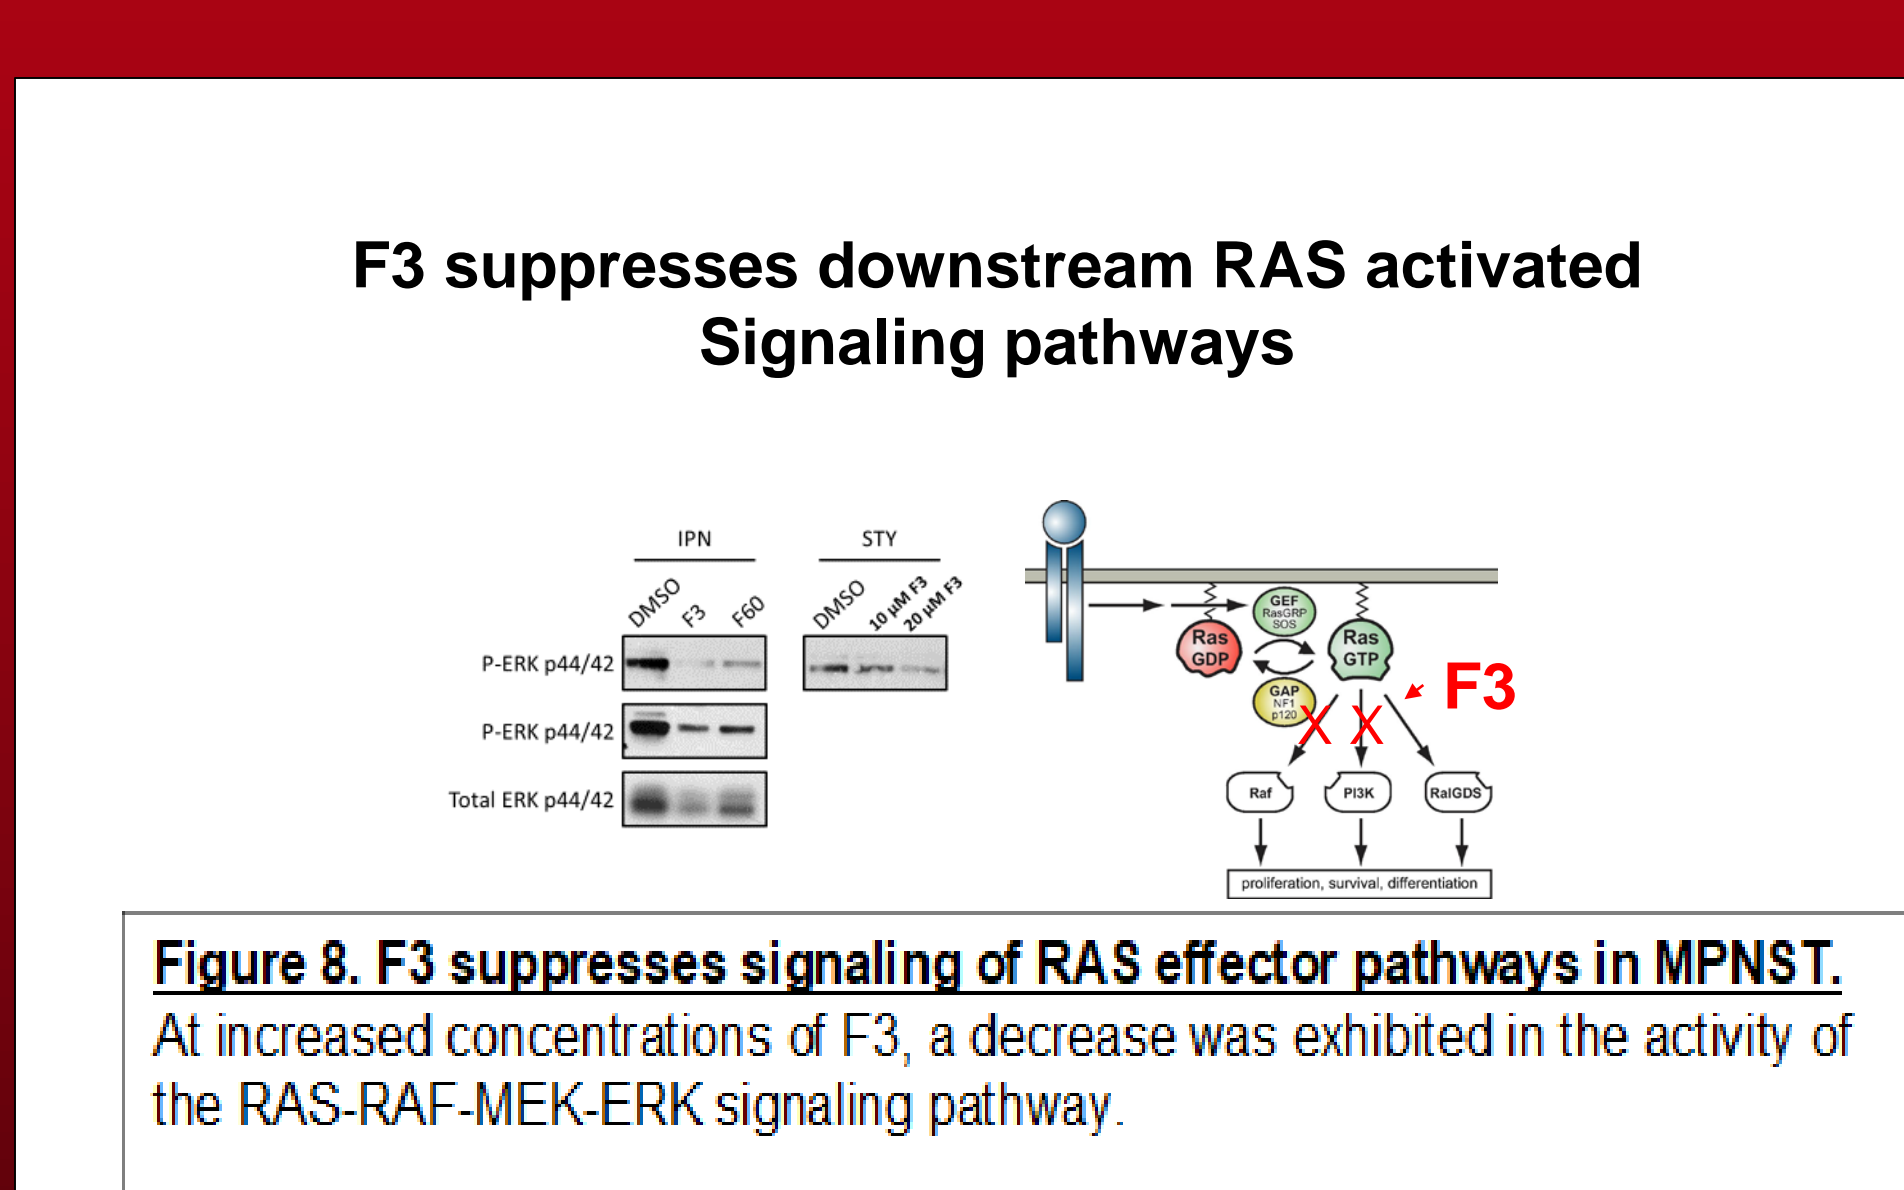 F3 suppresses downstream RAS activated
Signaling pathways
IPN
STY
DMSO
F3
F60
DMSO
10 µM F3
20 µM F3
P-ERK p44/42
P-ERK p44/42
Total ERK p44/42
GEF
RasGRP
SOS
Ras
GDP
Ras
GTP
GAP
NF1
p120
X X
F3
Raf
PI3K
RalGDS
proliferation, survival, differentiation
Figure 8. F3 suppresses signaling of RAS effector pathways in MPNST.
At increased concentrations of F3, a decrease was exhibited in the activity of
the RAS-RAF-MEK-ERK signaling pathway.